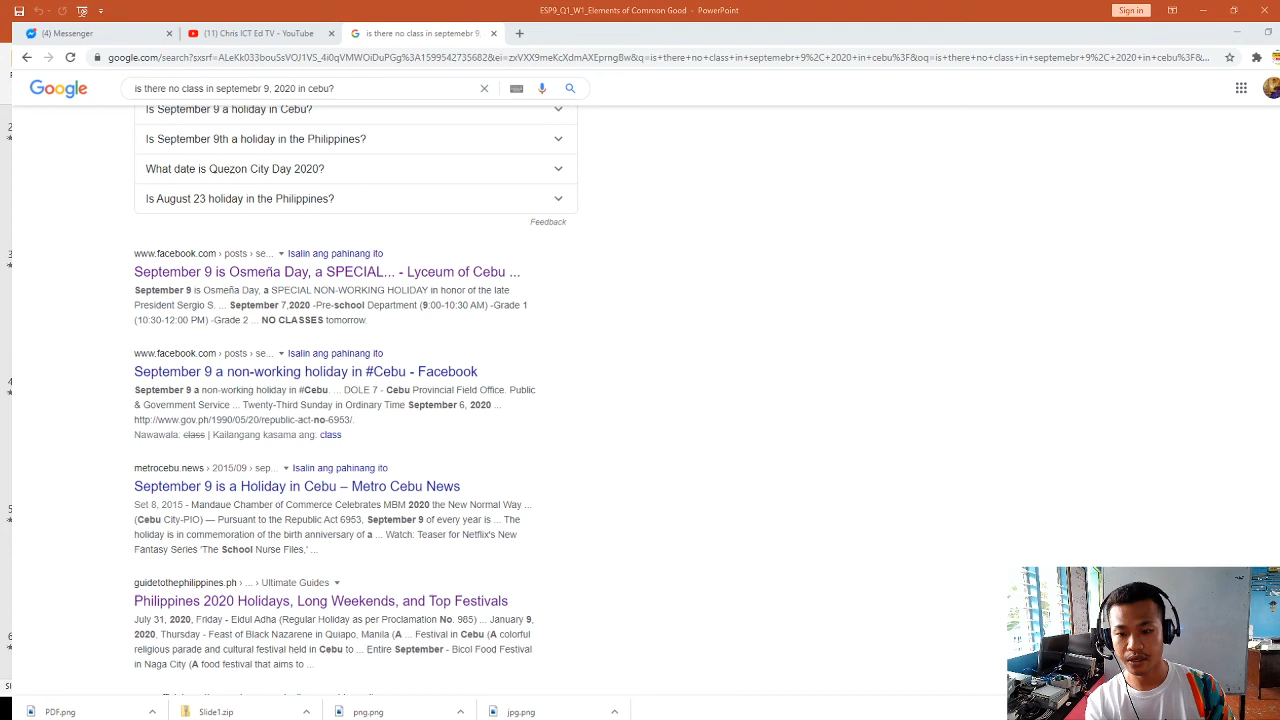 ESP9_Q1_W1_Elements of Common Good - PowerPoint
Sign in
(4) Messenger
(11) Chris ICT Ed TV - YouTube
is there no class in septemebr 9,
google.com/search?sxsrf=ALeKk033bouSsVOJ1VS_4i0qVMWOiDuPGg%3A1599542735682&ei=zxVXX9meKcXdmAXEprngBw&q=is+there+no+class+in+septemebr+9%2C+2020+in+cebu%3F&oq=is+there+no+class+in+septemebr+9%2C+2020+in+cebu%3F&...
Google
is there no class in septemebr 9, 2020 in cebu?
Is September 9 a holiday in Cebu?
Is September 9th a holiday in the Philippines?
What date is Quezon City Day 2020?
Is August 23 holiday in the Philippines?
Feedback
www.facebook.com › posts › se... Isalin ang pahinang ito
September 9 is Osmeña Day, a SPECIAL... - Lyceum of Cebu ...
September 9 is Osmeña Day, a SPECIAL NON-WORKING HOLIDAY in honor of the late
President Sergio S. ... September 7,2020 -Pre-school Department (9:00-10:30 AM) -Grade 1
(10:30-12:00 PM) -Grade 2 ... NO CLASSES tomorrow.
www.facebook.com › posts › se... Isalin ang pahinang ito
September 9 a non-working holiday in #Cebu - Facebook
September 9 a non-working holiday in #Cebu. ... DOLE 7 - Cebu Provincial Field Office. Public
& Government Service ... Twenty-Third Sunday in Ordinary Time September 6, 2020 ...
http://www.gov.ph/1990/05/20/republic-act-no-6953/.
Nawawala: class | Kailangang kasama ang: class
metrocebu.news › 2015/09 › sep... Isalin ang pahinang ito
September 9 is a Holiday in Cebu – Metro Cebu News
Set 8, 2015 - Mandaue Chamber of Commerce Celebrates MBM 2020 the New Normal Way ...
(Cebu City-PIO) — Pursuant to the Republic Act 6953, September 9 of every year is ... The
holiday is in commemoration of the birth anniversary of a ... Watch: Teaser for Netflix's New
Fantasy Series 'The School Nurse Files,' ...
guidetothephilippines.ph › ... › Ultimate Guides
Philippines 2020 Holidays, Long Weekends, and Top Festivals
July 31, 2020, Friday - Eidul Adha (Regular Holiday as per Proclamation No. 985) ... January 9,
2020, Thursday - Feast of Black Nazarene in Quiapo, Manila (A ... Festival in Cebu (A colorful
religious parade and cultural festival held in Cebu to ... Entire September - Bicol Food Festival
in Naga City (A food festival that aims to ...
PDF.png
Slide1.zip
png.png
jpg.png